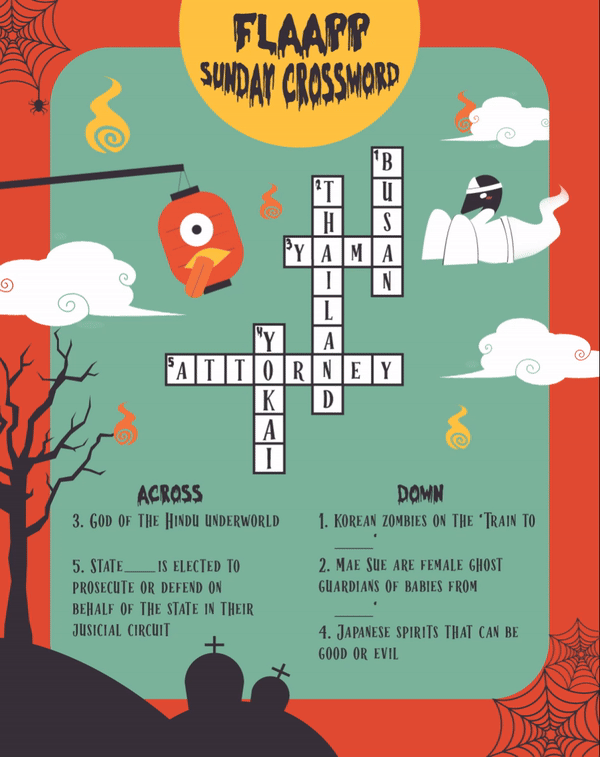 FLAAPP
SUNDAY CROSSWORD
1 BUSAN
2 THAILAND
3 YAMA
4 YOKAI
5 ATTORNEY
ACROSS
3. GOD OF THE HINDU UNDERWORLD
5. STATE____IS ELECTED TO
PROSECUTE OR DEFEND ON
BEHALF OF THE STATE IN THEIR
JUSICIAL CIRCUIT
DOWN
1. KOREAN ZOMBIES ON THE 'TRAIN TO
_____'
2. MAE SUE ARE FEMALE GHOST
GUARDIANS OF BABIES FROM
_____'
4. JAPANESE SPIRITS THAT CAN BE
GOOD OR EVIL